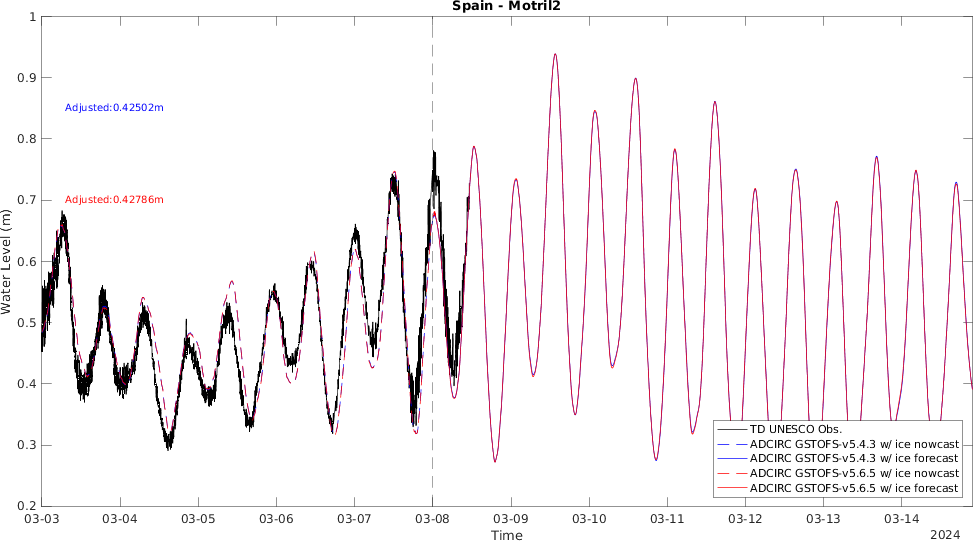 Spain - Motril2
1
0.9
0.8
0.7
0.6
0.5
0.4
0.3
0.2
Water Level (m)
Adjusted:0.42502m
Adjusted:0.42786m
TD UNESCO Obs.
ADCIRC GSTOFS-v5.4.3 w/ ice nowcast
ADCIRC GSTOFS-v5.4.3 w/ ice forecast
ADCIRC GSTOFS-v5.6.5 w/ ice nowcast
ADCIRC GSTOFS-v5.6.5 w/ ice forecast
03-03 03-04 03-05 03-06 03-07 03-08 03-09 03-10 03-11 03-12 03-13 03-14
Time
2024